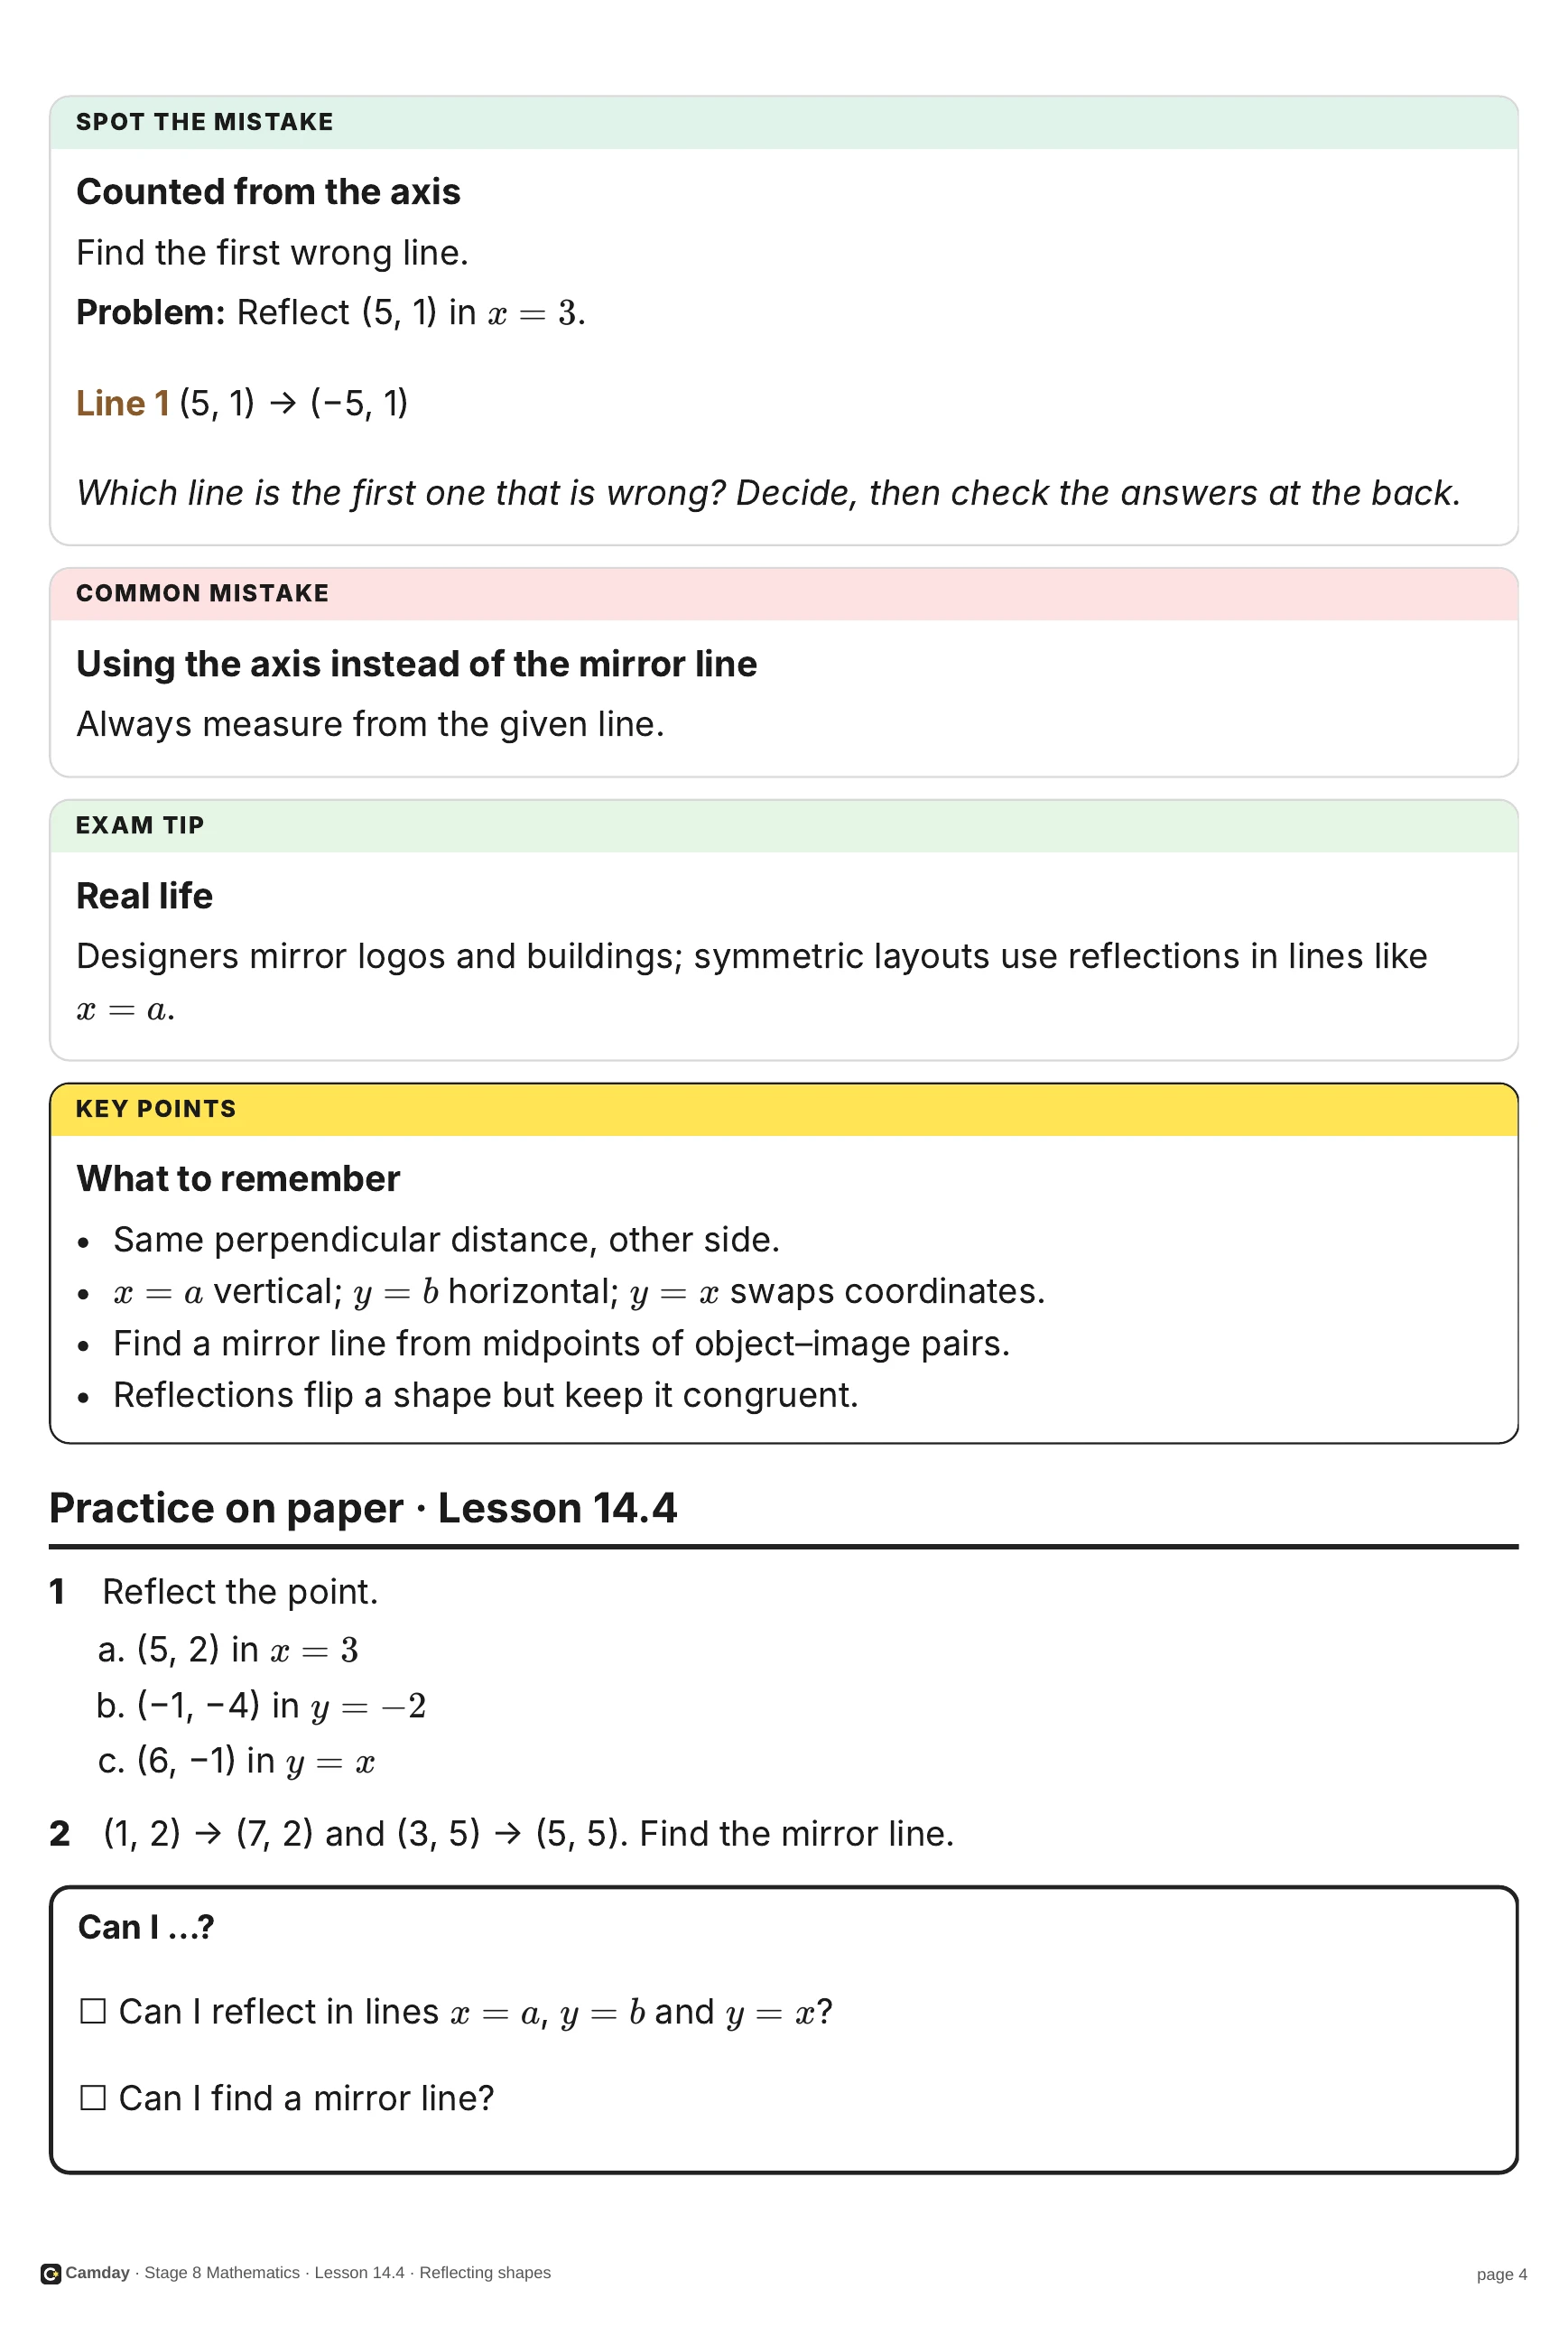 SPOT THE MISTAKE
Counted from the axis
Find the first wrong line.
Problem: Reflect (5, 1) in x = 3.
Line 1 (5, 1) → (−5, 1)
Which line is the first one that is wrong? Decide, then check the answers at the back.
COMMON MISTAKE
Using the axis instead of the mirror line
Always measure from the given line.
EXAM TIP
Real life
Designers mirror logos and buildings; symmetric layouts use reflections in lines like
x = a.
KEY POINTS
What to remember
• Same perpendicular distance, other side.
• x = a vertical; y = b horizontal; y = x swaps coordinates.
• Find a mirror line from midpoints of object–image pairs.
• Reflections flip a shape but keep it congruent.
Practice on paper · Lesson 14.4
1 Reflect the point.
a. (5, 2) in x = 3
b. (−1, −4) in y = −2
c. (6, −1) in y = x
2 (1, 2) → (7, 2) and (3, 5) → (5, 5). Find the mirror line.
Can I …?
☐ Can I reflect in lines x = a, y = b and y = x?
☐ Can I find a mirror line?
Camday · Stage 8 Mathematics · Lesson 14.4 · Reflecting shapes
page 4